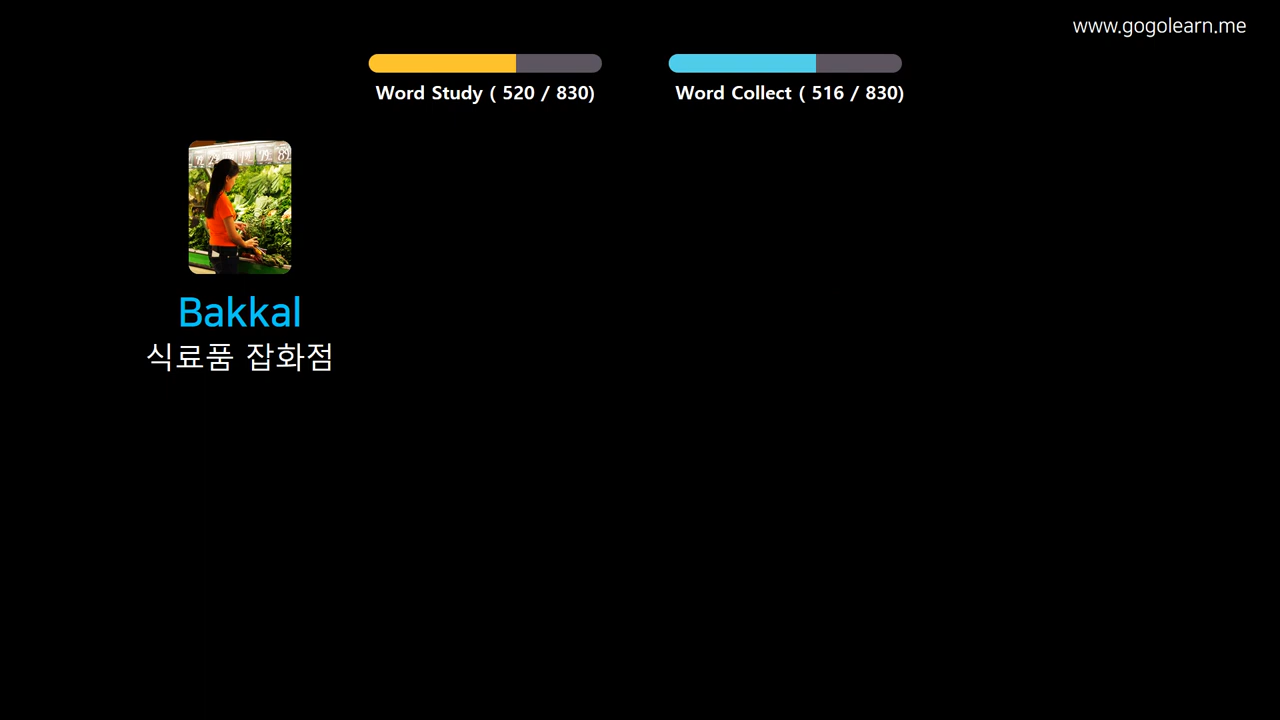 www.gogolearn.me
Word Study ( 520 / 830)
Word Collect ( 516 / 830)
Bakkal
식료품 잡화점